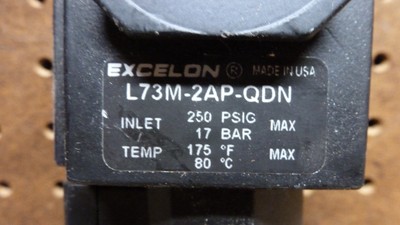 EXCELON ® MADE IN USA
L73M-2AP-QDN
INLET 250 PSIG MAX
17 BAR
TEMP 175 °F MAX
80 °C